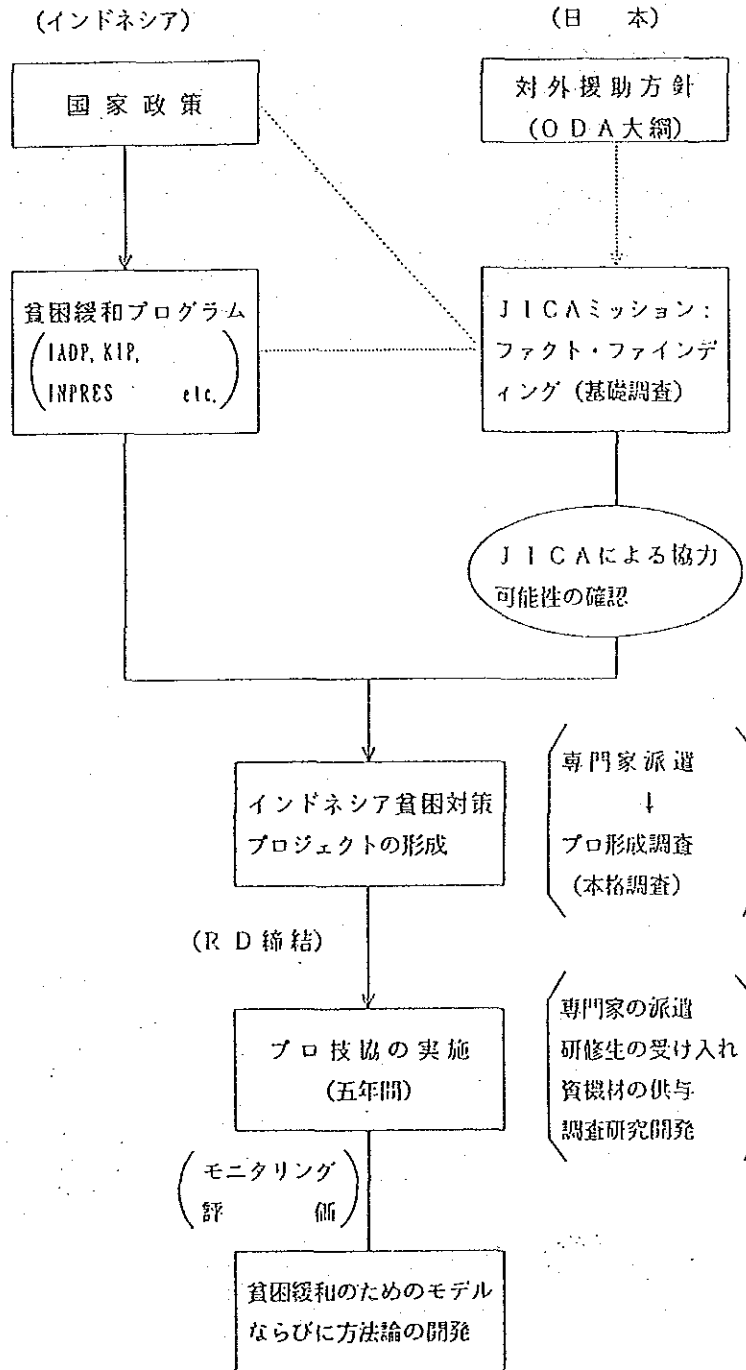 (インドネシア)
(日 本)
国家政策
対外援助方針
(ODA大綱)
貧困緩和プログラム
(IADP, KIP,
INPRES etc.)
JICAミッション:
ファクト・ファインデ
ィング(基礎調査)
JICAによる協力
可能性の確認
インドネシア貧困対策
プロジェクトの形成
専門家派遣
↓
プロ形成調査
(本格調査)
(RD締結)
プロ技協の実施
(五年間)
専門家の派遣
研修生の受け入れ
資機材の供与
調査研究開発
(モニタリング
評 価)
貧困緩和のためのモデル
ならびに方法論の開発